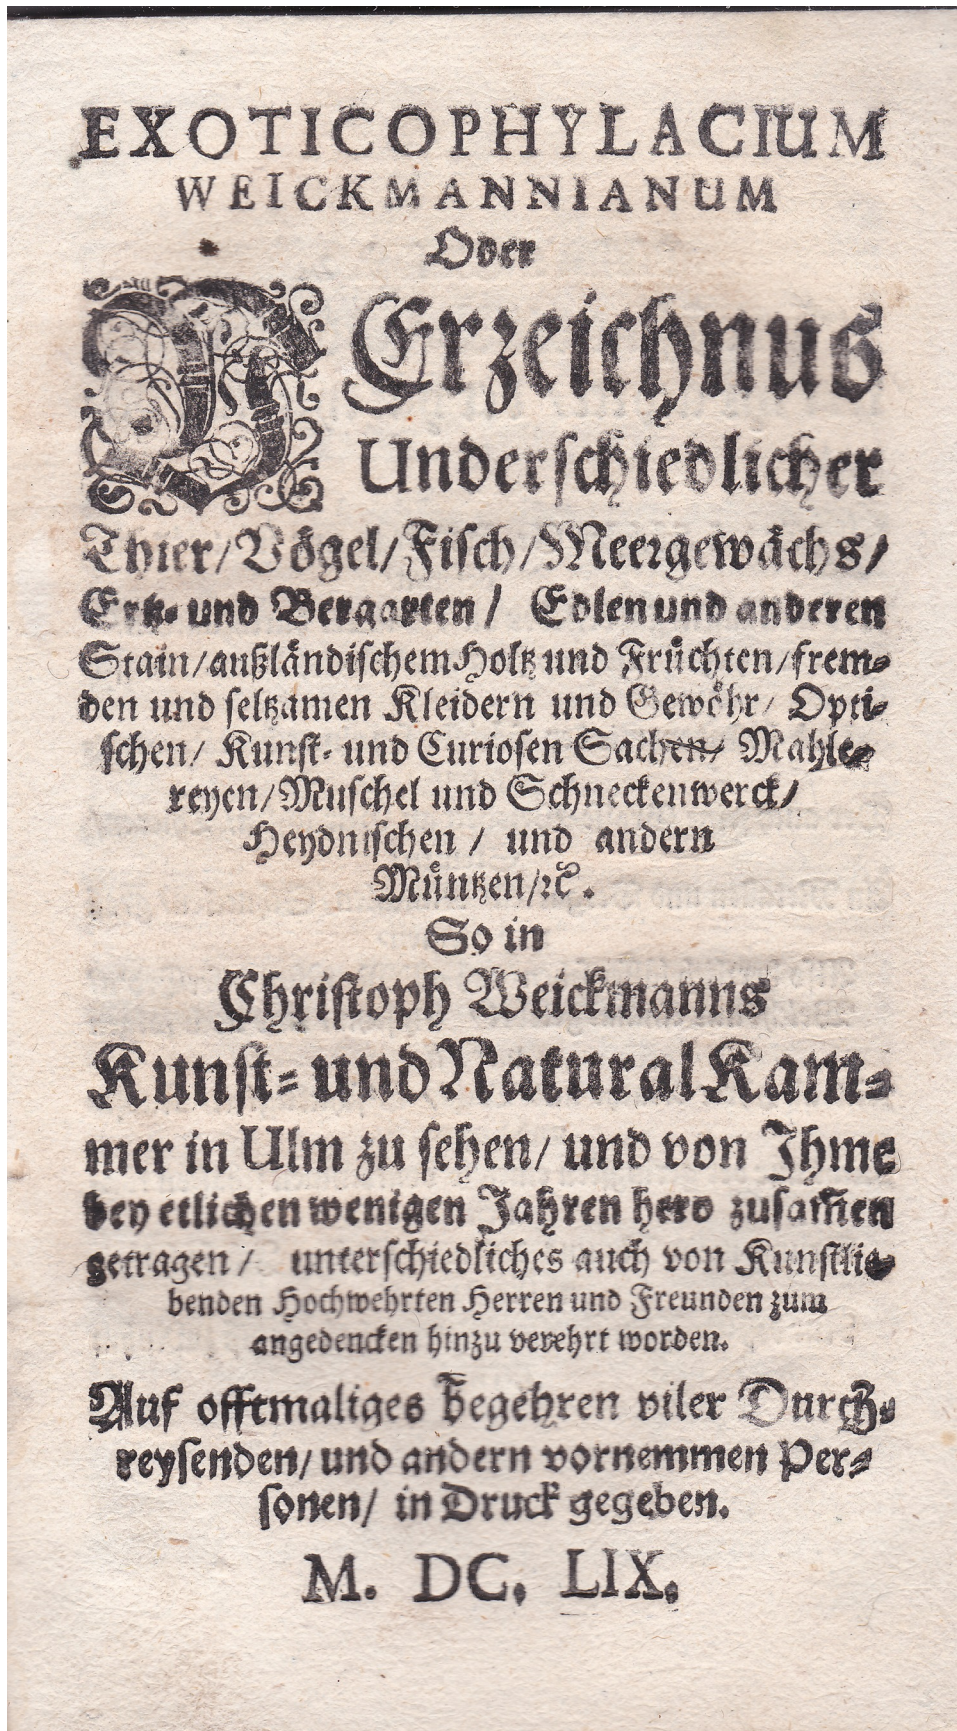 EXOTICOPHYLACIUM
WEICKMANNIANUM
Oder
VErzeichnus
Underschiedlicher
Thier/ Vögel/ Fisch/ Meergewächs/
Ertz- und Bergarten/ Edlen und anderen
Stain/ außländischem Holtz und Früchten/ frem-
den und seltzamen Kleidern und Gewöhr/ Opti-
schen/ Kunst- und Curiosen Sachen/ Mahle-
reyen/ Muschel und Schneckenwerck/
Heydnischen / und andern
Müntzen/ ꝛc.
So in
Christoph Weickmanns
Kunst- und Natural Kam-
mer in Ulm zu sehen/ und von Ihme
bey etlichen wenigen Jahren hero zusam̃en
getragen / unterschiedliches auch von Kunstlie-
benden Hochwehrten Herren und Freunden zum
angedencken hinzu verehrt worden.
Auf offtmaliges begehren viler Durch-
reysenden/ und andern vornemmen Per-
sonen/ in Druck gegeben.
M. DC. LIX.